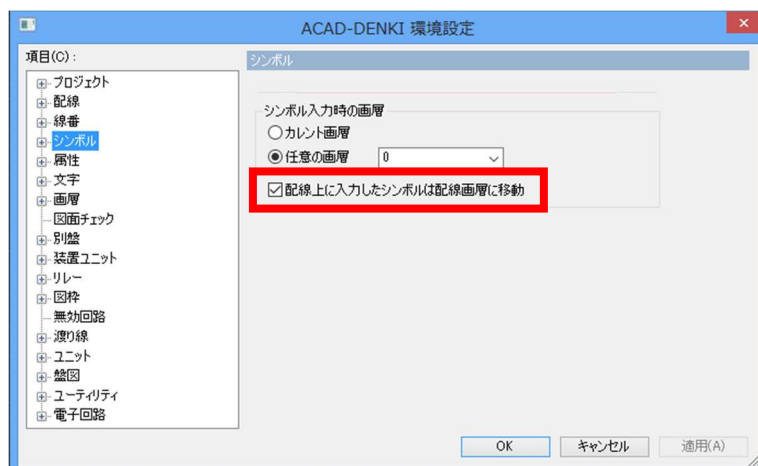 ACAD-DENKI 環境設定
項目(C):
シンボル
プロジェクト
配線
線番
シンボル
属性
文字
画層
図面チェック
別盤
装置ユニット
リレー
図枠
無効回路
渡り線
ユニット
盤図
ユーティリティ
電子回路
シンボル入力時の画層
カレント画層
任意の画層 0
配線上に入力したシンボルは配線画層に移動
OK キャンセル 適用(A)